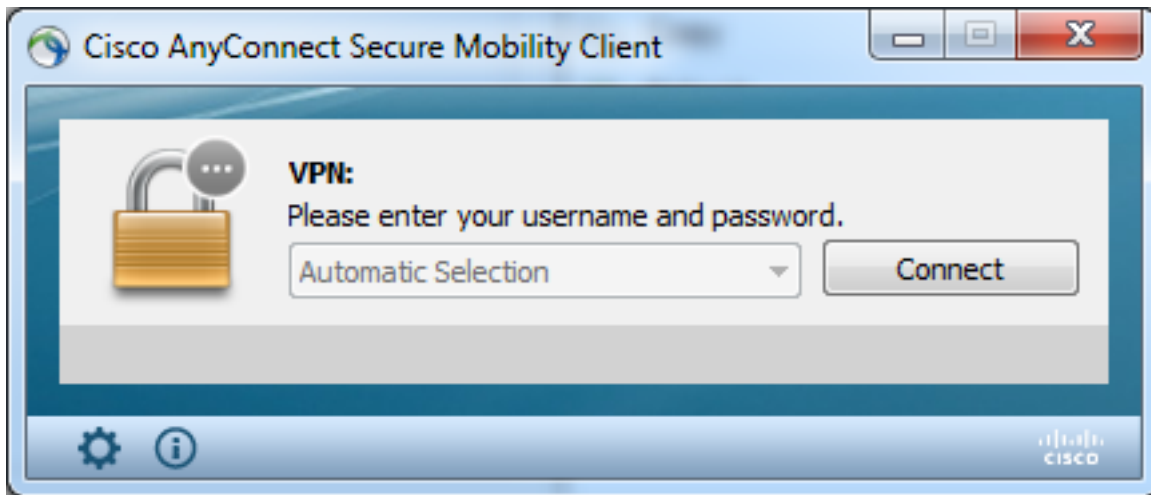 Cisco AnyConnect Secure Mobility Client
VPN:
Please enter your username and password.
Automatic Selection
Connect
CISCO